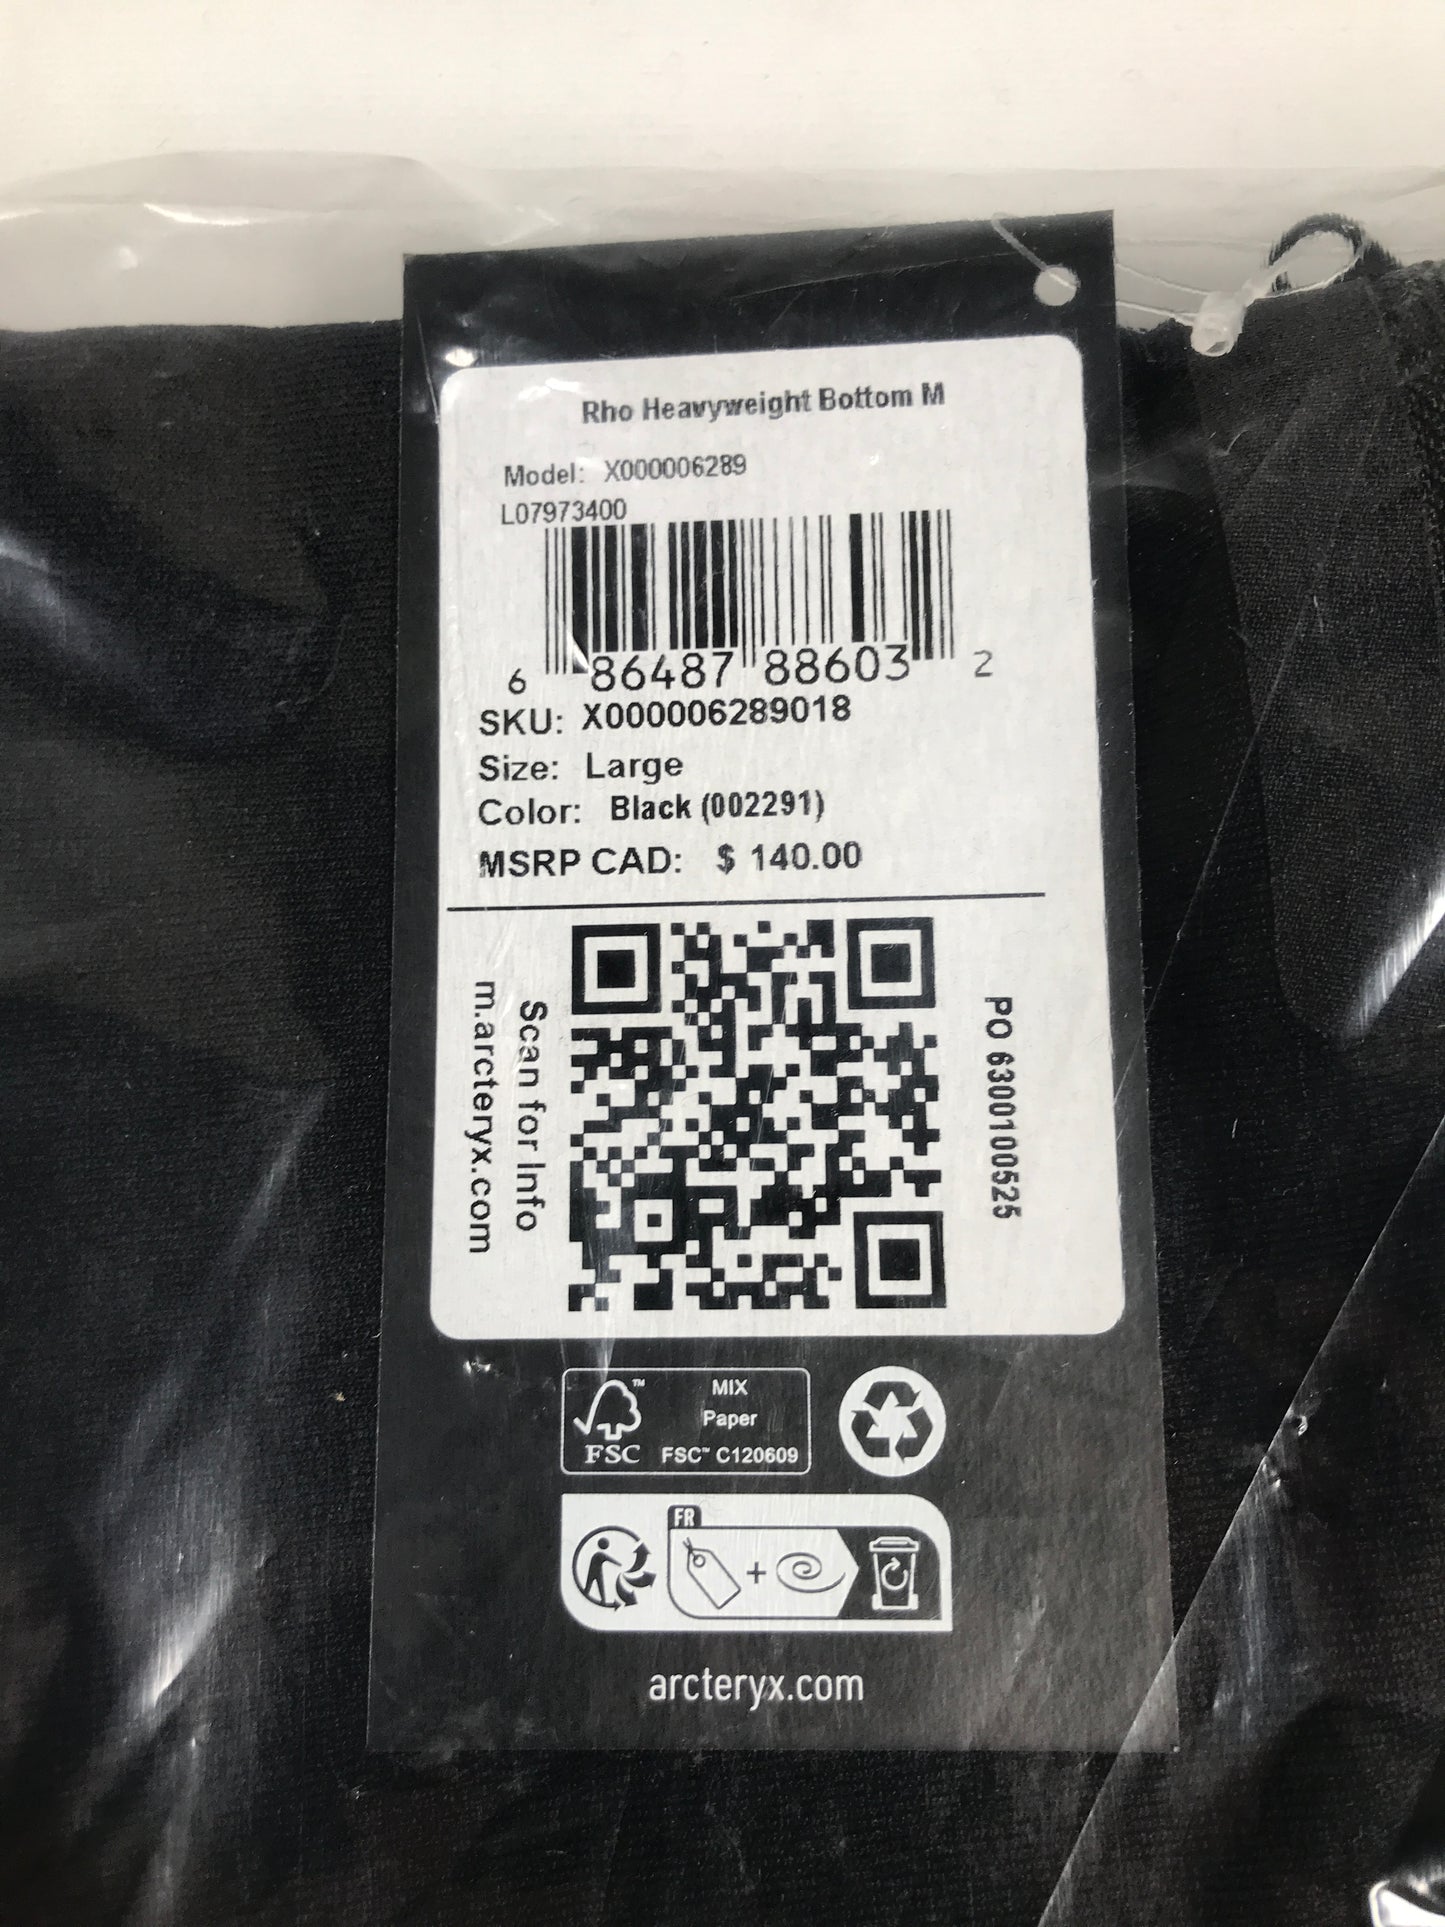 Rho Heavyweight Bottom M
Model: X000006289
L07973400
6 86487 88603 2
SKU: X000006289018
Size: Large
Color: Black (002291)
MSRP CAD: $ 140.00
Scan for Info
m.arcteryx.com
PO 6300100525
FSC™
MIX
Paper
FSC™ C120609
FR
+
arcteryx.com